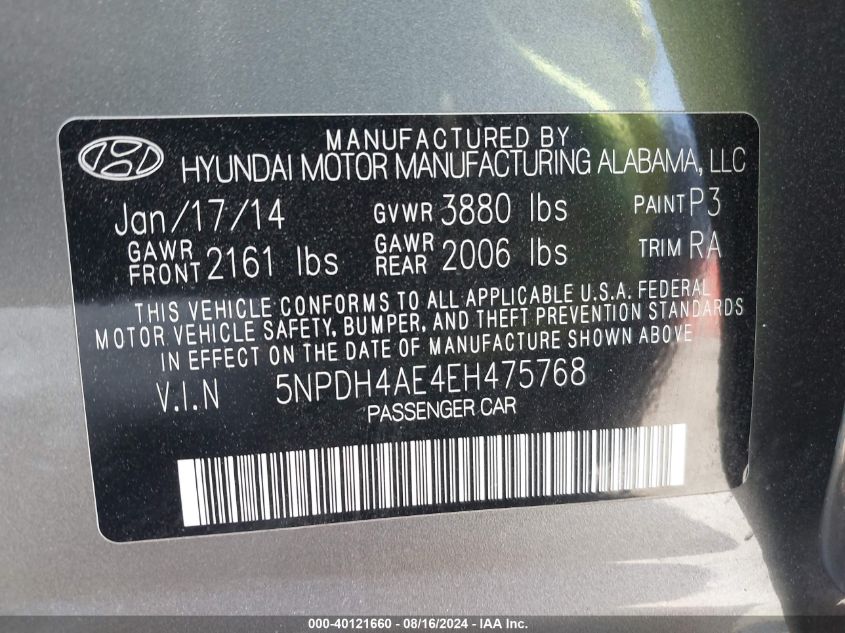 MANUFACTURED BY
HYUNDAI MOTOR MANUFACTURING ALABAMA, LLC
Jan/17/14 GVWR 3880 lbs PAINT P3
GAWR FRONT 2161 lbs GAWR REAR 2006 lbs TRIM RA
THIS VEHICLE CONFORMS TO ALL APPLICABLE U.S.A. FEDERAL
MOTOR VEHICLE SAFETY, BUMPER, AND THEFT PREVENTION STANDARDS
IN EFFECT ON THE DATE OF MANUFACTURE SHOWN ABOVE
V.I.N 5NPDH4AE4EH475768
PASSENGER CAR
000-40121660 - 08/16/2024 - IAA Inc.